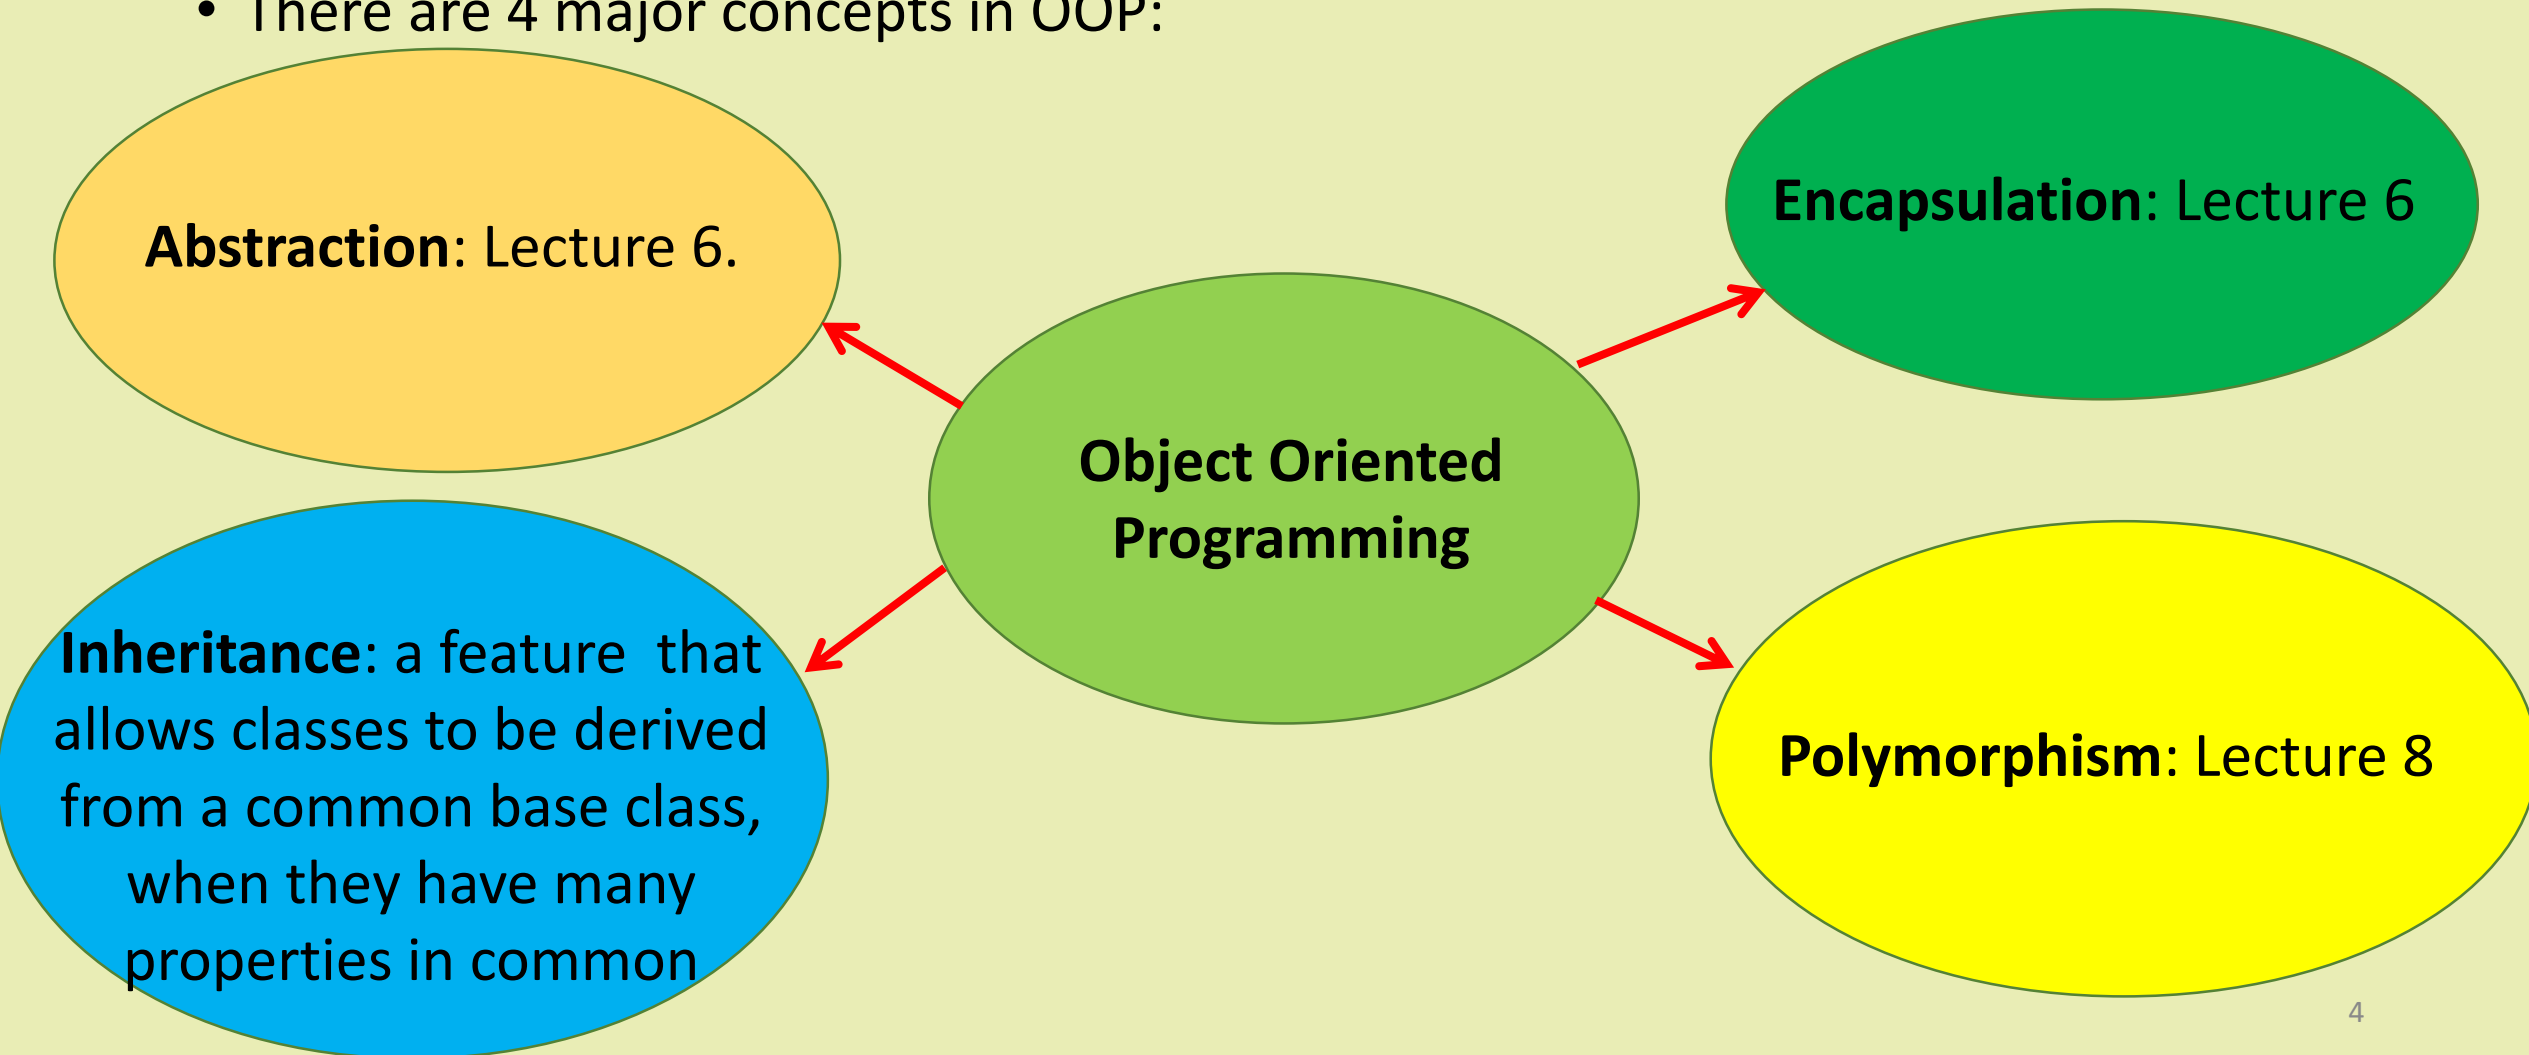 • There are 4 major concepts in OOP:
Abstraction: Lecture 6.
Encapsulation: Lecture 6
Object Oriented
Programming
Inheritance: a feature  that
allows classes to be derived
from a common base class,
when they have many
properties in common
Polymorphism: Lecture 8
4